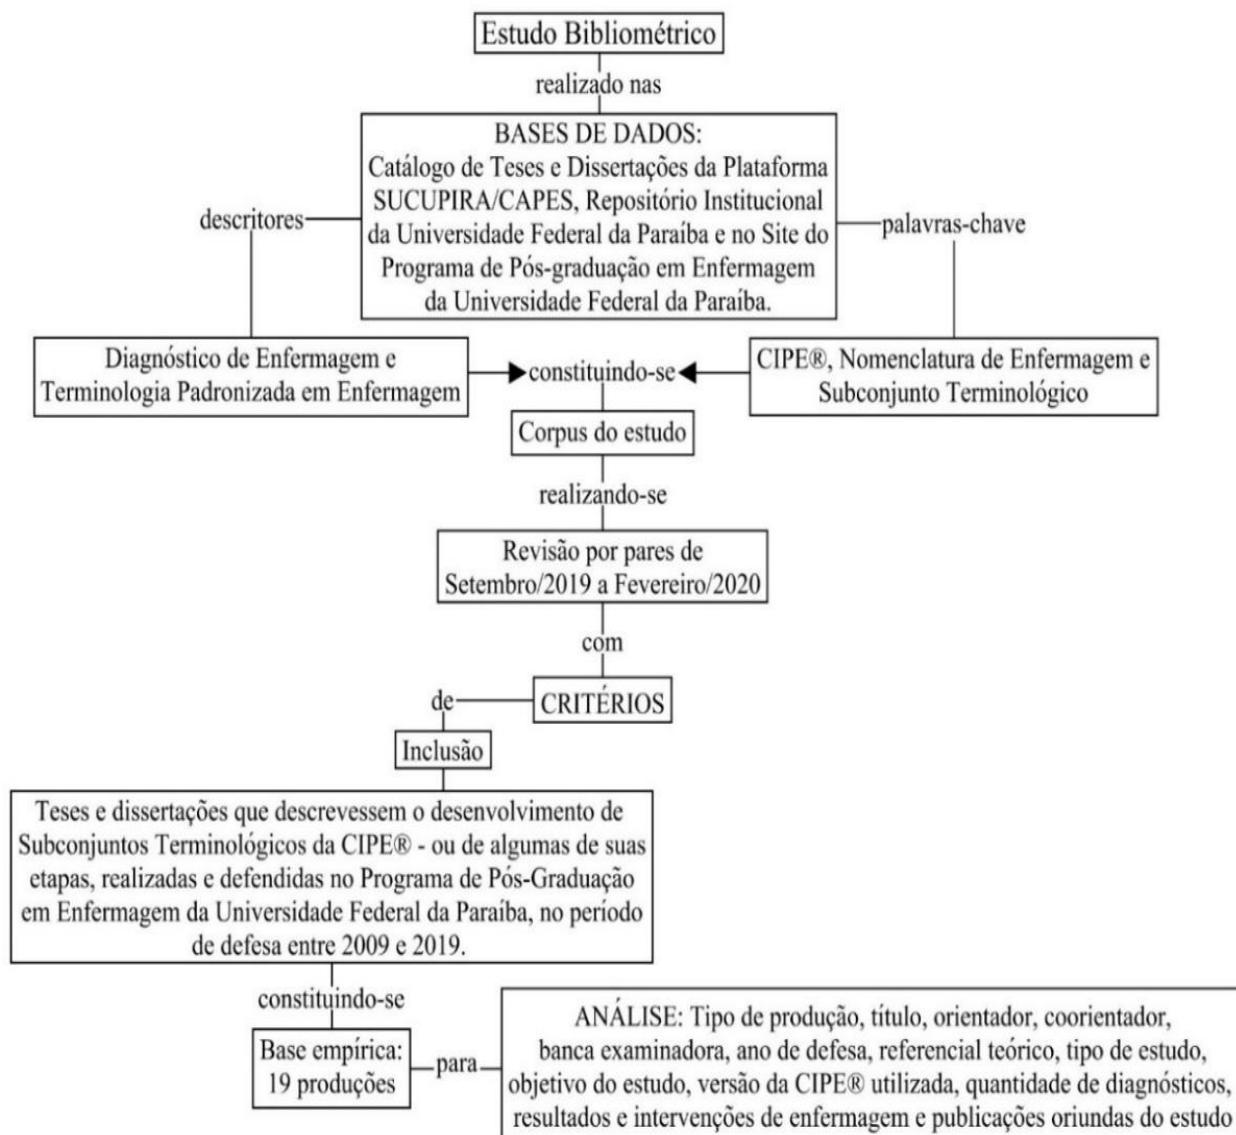 Estudo Bibliométrico
realizado nas
BASES DE DADOS:
Catálogo de Teses e Dissertações da Plataforma
SUCUPIRA/CAPES, Repositório Institucional
da Universidade Federal da Paraíba e no Site do
Programa de Pós-graduação em Enfermagem
da Universidade Federal da Paraíba.
descritores
palavras-chave
Diagnóstico de Enfermagem e
Terminologia Padronizada em Enfermagem
constituindo-se
CIPE®, Nomenclatura de Enfermagem e
Subconjunto Terminológico
Corpus do estudo
realizando-se
Revisão por pares de
Setembro/2019 a Fevereiro/2020
com
CRITÉRIOS
de
Inclusão
Teses e dissertações que descrevessem o desenvolvimento de
Subconjuntos Terminológicos da CIPE® - ou de algumas de suas
etapas, realizadas e defendidas no Programa de Pós-Graduação
em Enfermagem da Universidade Federal da Paraíba, no período
de defesa entre 2009 e 2019.
constituindo-se
Base empírica:
19 produções
para
ANÁLISE: Tipo de produção, título, orientador, coorientador,
banca examinadora, ano de defesa, referencial teórico, tipo de estudo,
objetivo do estudo, versão da CIPE® utilizada, quantidade de diagnósticos,
resultados e intervenções de enfermagem e publicações oriundas do estudo